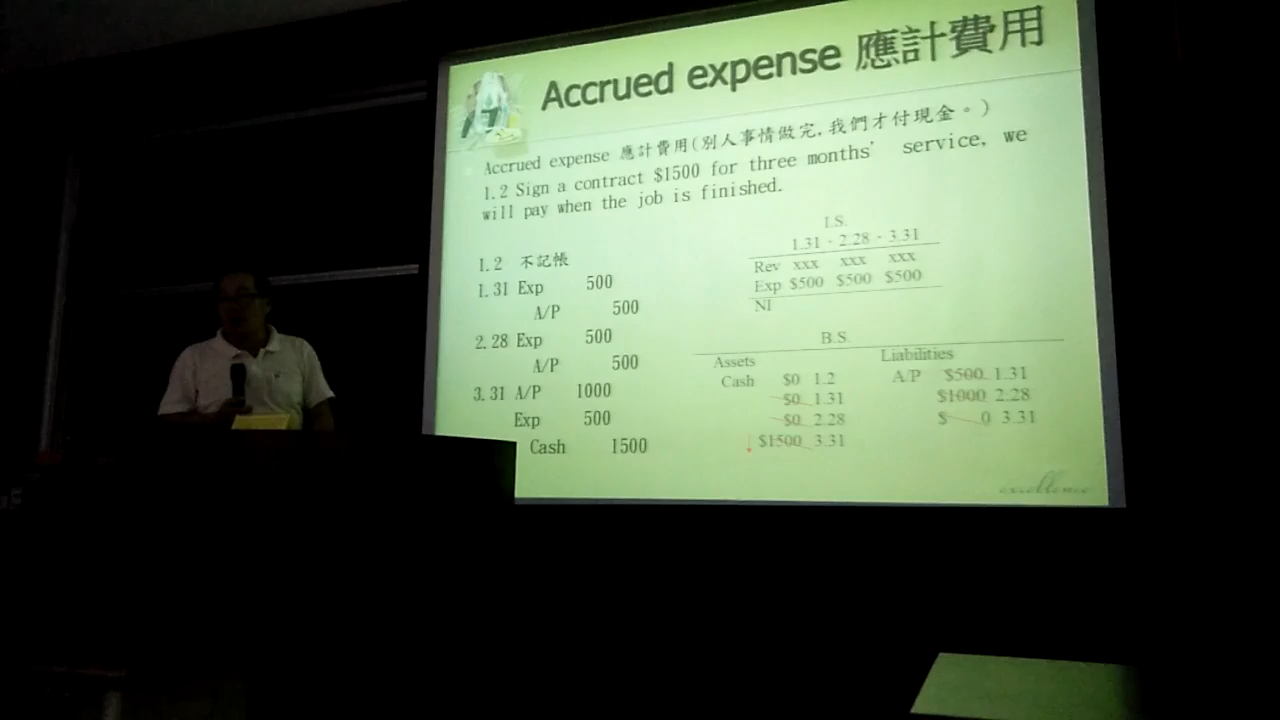 Accrued expense 應計費用
Accrued expense 應計費用(別人事情做完,我們才付現金。)
1.2 Sign a contract $1500 for three months' service, we
will pay when the job is finished.
1.2 不記帳
1.31 Exp 500
A/P 500
2.28 Exp 500
A/P 500
3.31 A/P 1000
Exp 500
Cash 1500
I.S.
1.31 - 2.28 - 3.31
Rev xxx xxx xxx
Exp $500 $500 $500
NI
B.S.
Assets Liabilities
Cash $0 1.2 A/P $500 1.31
$0 1.31 $1000 2.28
$0 2.28 $ 0 3.31
$1500 3.31
excellence